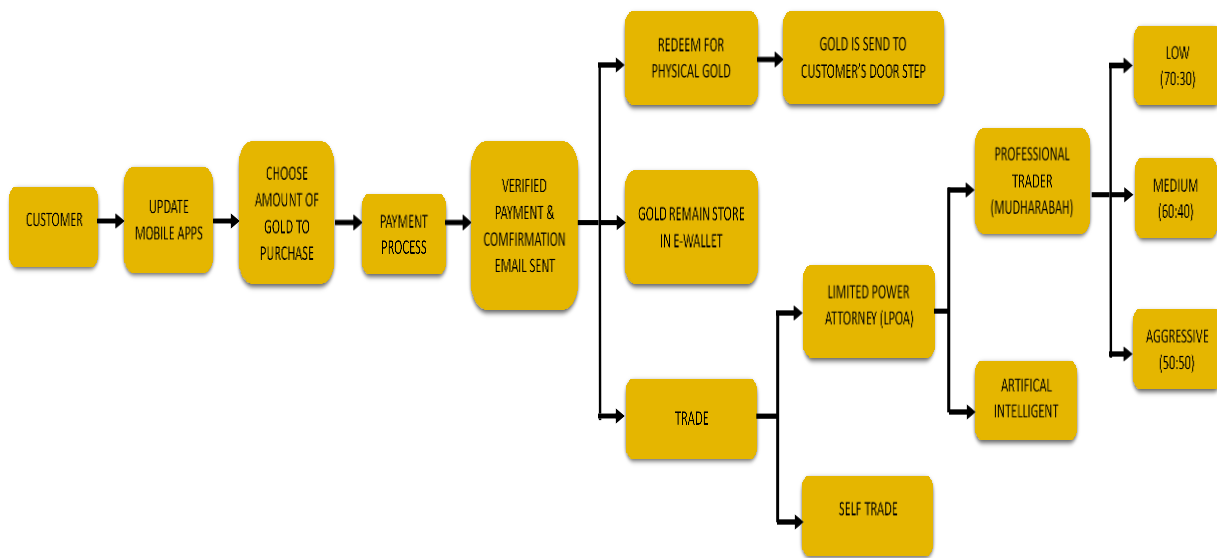 CUSTOMER
UPDATE
MOBILE APPS
CHOOSE
AMOUNT OF
GOLD TO
PURCHASE
PAYMENT
PROCESS
VERIFIED
PAYMENT &
COMFIRMATION
EMAIL SENT
REDEEM FOR
PHYSICAL GOLD
GOLD IS SEND TO
CUSTOMER'S DOOR STEP
GOLD REMAIN STORE
IN E-WALLET
TRADE
LIMITED POWER
ATTORNEY (LPOA)
SELF TRADE
PROFESSIONAL
TRADER
(MUDHARABAH)
ARTIFICAL
INTELLIGENT
LOW
(70:30)
MEDIUM
(60:40)
AGGRESSIVE
(50:50)